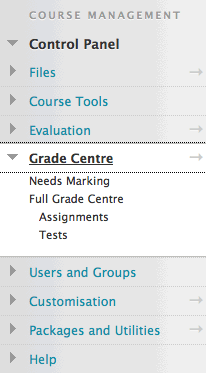 COURSE MANAGEMENT
Control Panel
Files
Course Tools
Evaluation
Grade Centre
Needs Marking
Full Grade Centre
Assignments
Tests
Users and Groups
Customisation
Packages and Utilities
Help